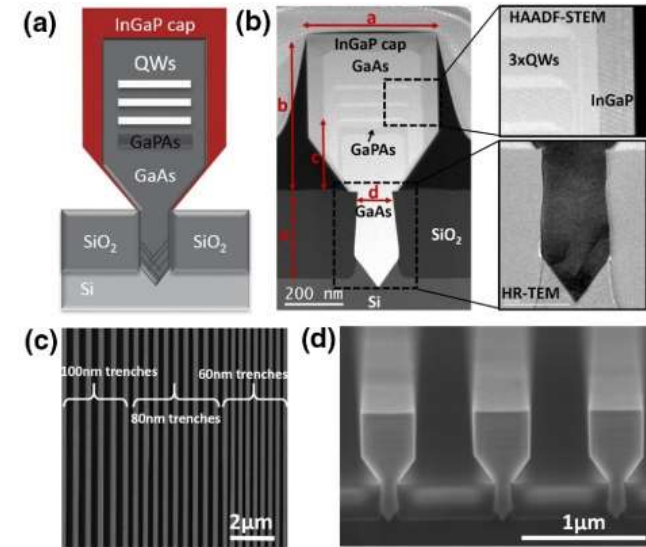 (a)
InGaP cap
QWs
GaPAs
GaAs
SiO2
SiO2
Si
(b)
a
InGaP cap
GaAs
b
c
GaPAs
d
GaAs
SiO2
200 nm
Si
HAADF-STEM
3xQWs
InGaP
HR-TEM
(c)
100nm trenches
60nm trenches
80nm trenches
2μm
(d)
1μm